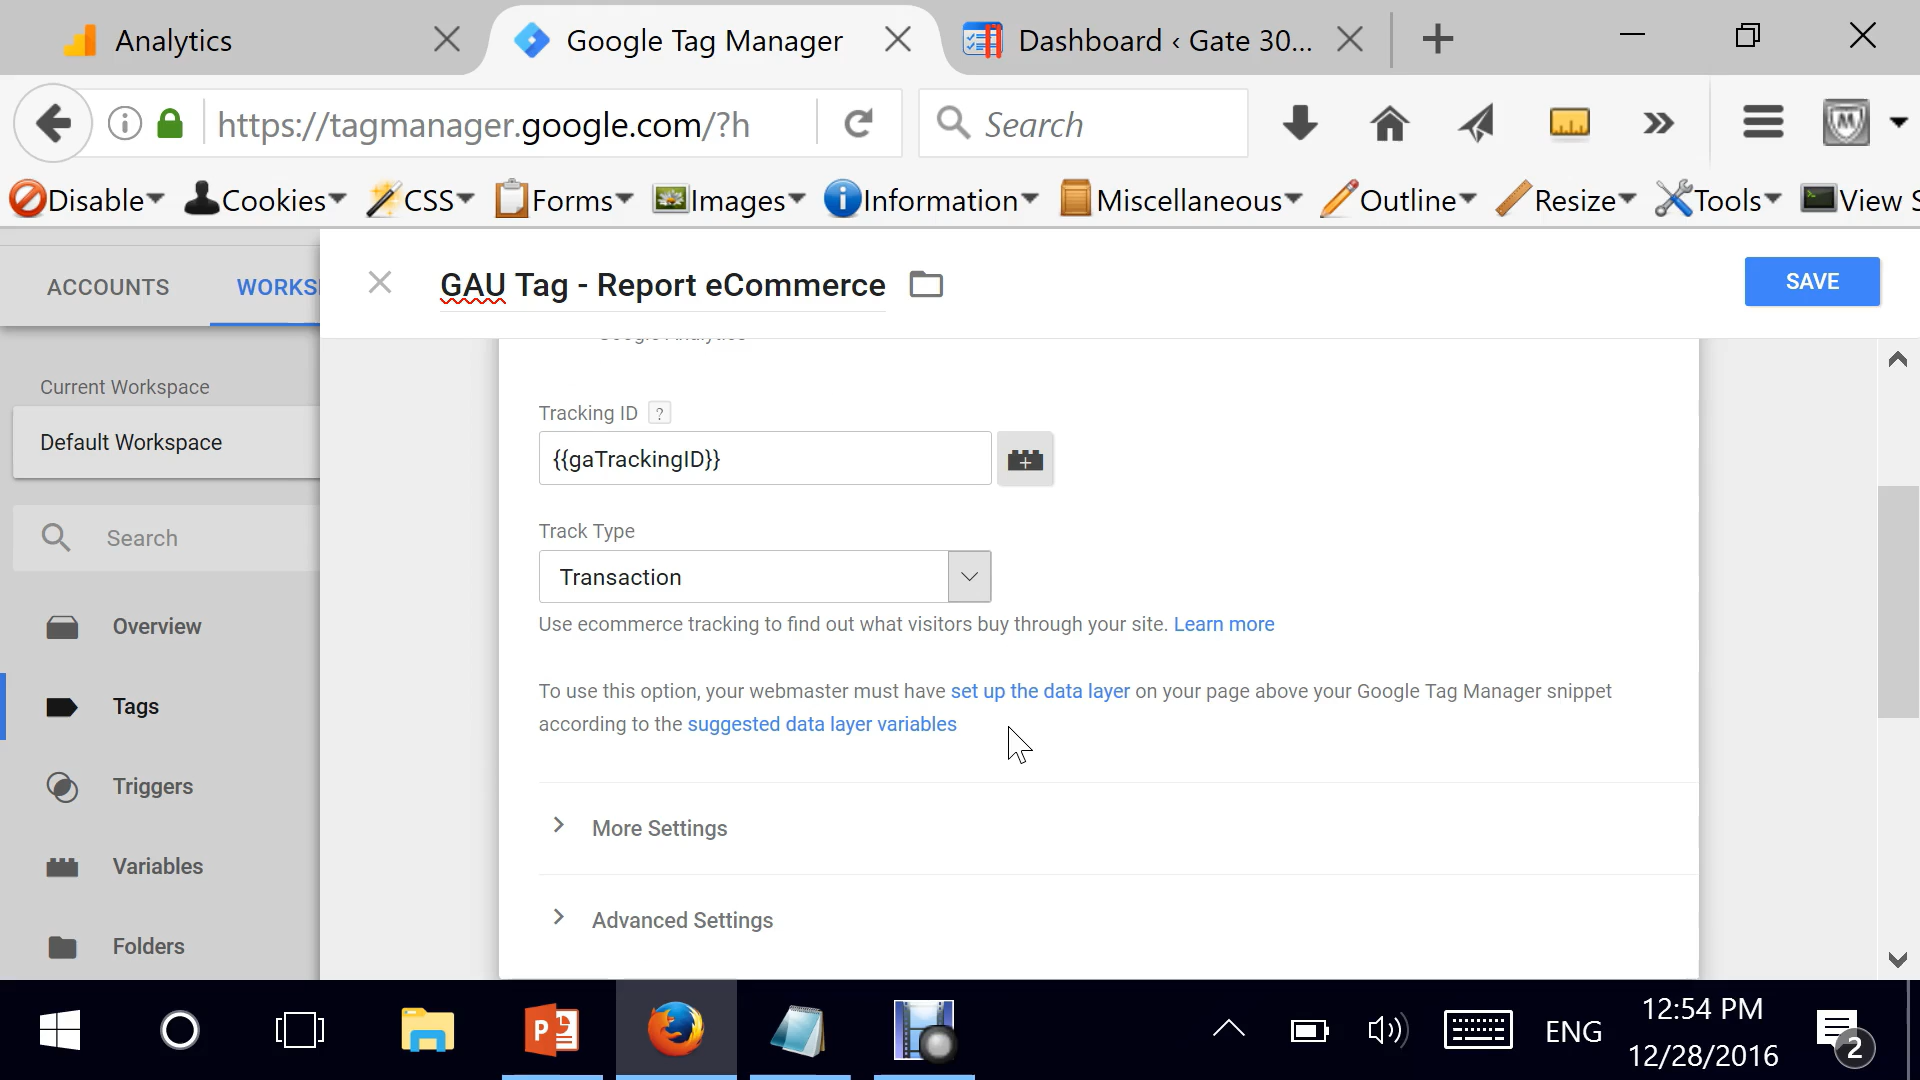 Analytics
Google Tag Manager
Dashboard ‹ Gate 30...
https://tagmanager.google.com/?h
Search
Disable
Cookies
CSS
Forms
Images
Information
Miscellaneous
Outline
Resize
Tools
View S
ACCOUNTS
WORKS
GAU Tag - Report eCommerce
SAVE
Current Workspace
Default Workspace
Search
Overview
Tags
Triggers
Variables
Folders
Google Analytics
Tracking ID ?
{{gaTrackingID}}
Track Type
Transaction
Use ecommerce tracking to find out what visitors buy through your site. Learn more
To use this option, your webmaster must have set up the data layer on your page above your Google Tag Manager snippet
according to the suggested data layer variables
More Settings
Advanced Settings
ENG
12:54 PM
12/28/2016
2